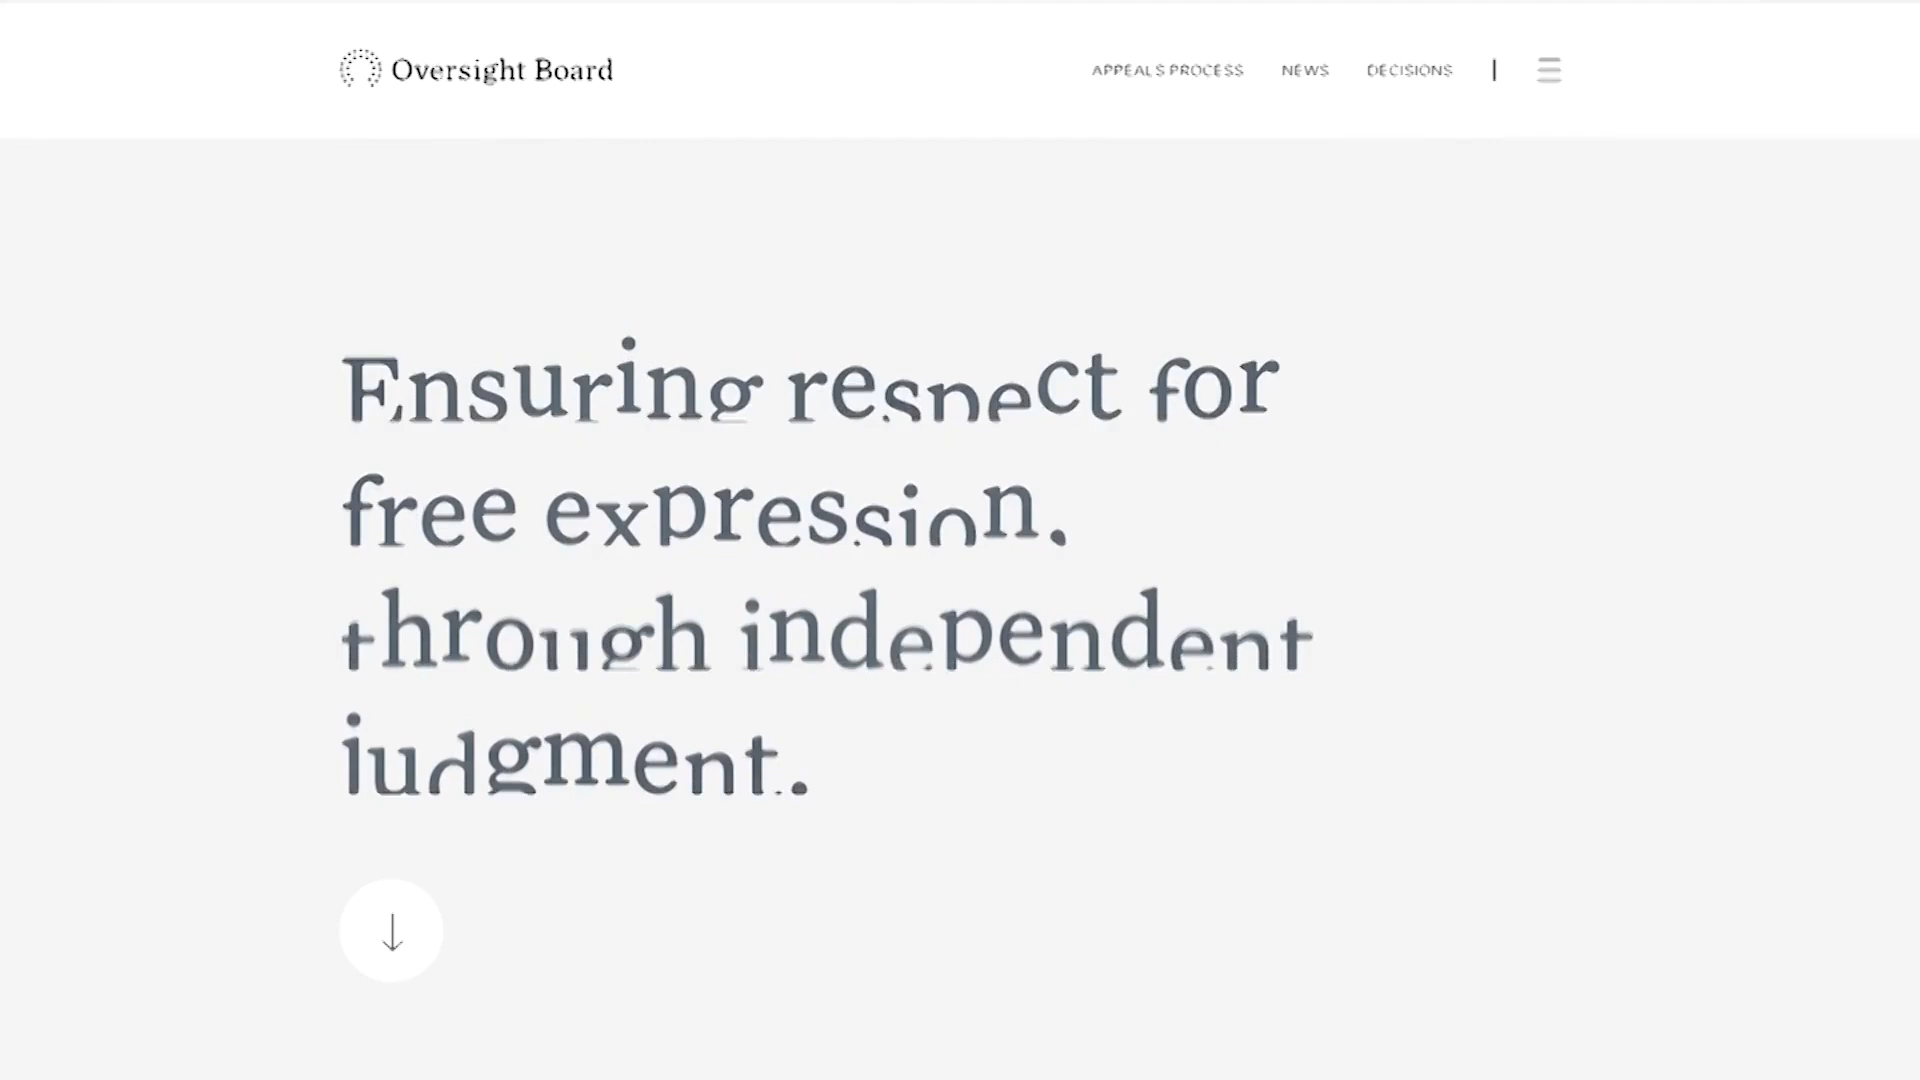 Oversight Board
APPEALS PROCESS NEWS DECISIONS
Ensuring respect for
free expression,
through independent
judgment.